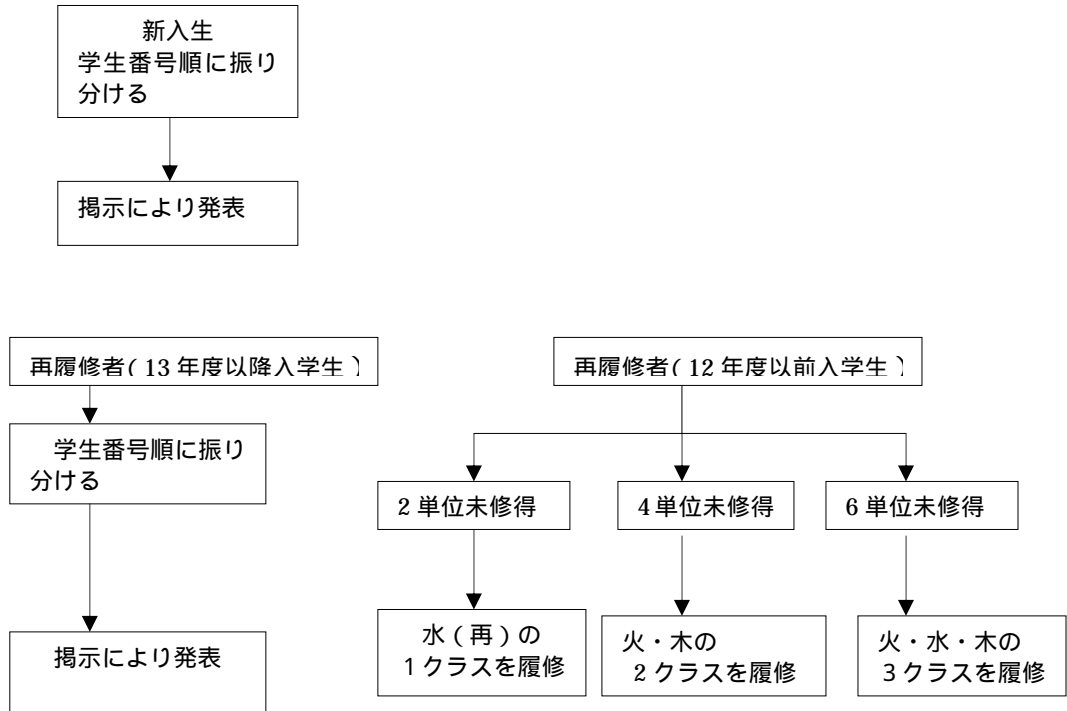 新入生
学生番号順に振り
分ける
掲示により発表
再履修者(13年度以降入学生)
学生番号順に振り
分ける
掲示により発表
再履修者(12年度以前入学生)
2単位未修得
4単位未修得
6単位未修得
水(再)の
1クラスを履修
火・木の
2クラスを履修
火・水・木の
3クラスを履修